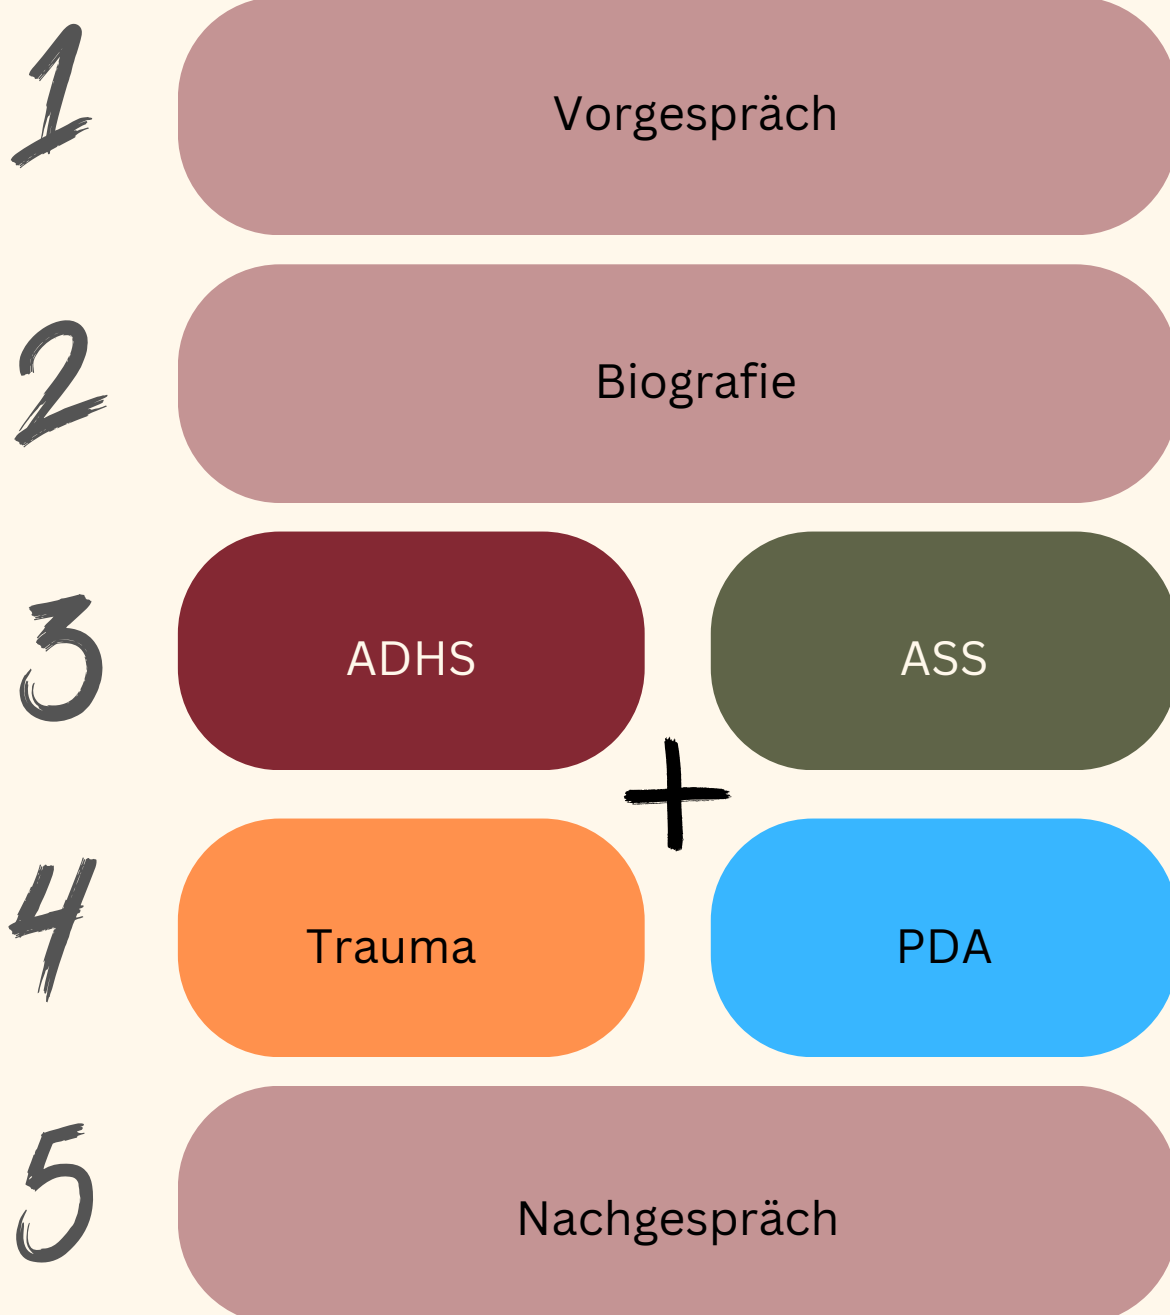 1
Vorgespräch
2
Biografie
3
ADHS
ASS
+
4
Trauma
PDA
5
Nachgespräch